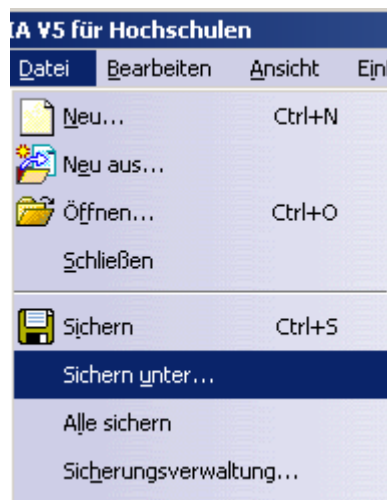 IA V5 für Hochschulen
Datei Bearbeiten Ansicht
Neu... Ctrl+N
Neu aus...
Öffnen... Ctrl+O
Schließen
Sichern Ctrl+S
Sichern unter...
Alle sichern
Sicherungsverwaltung...